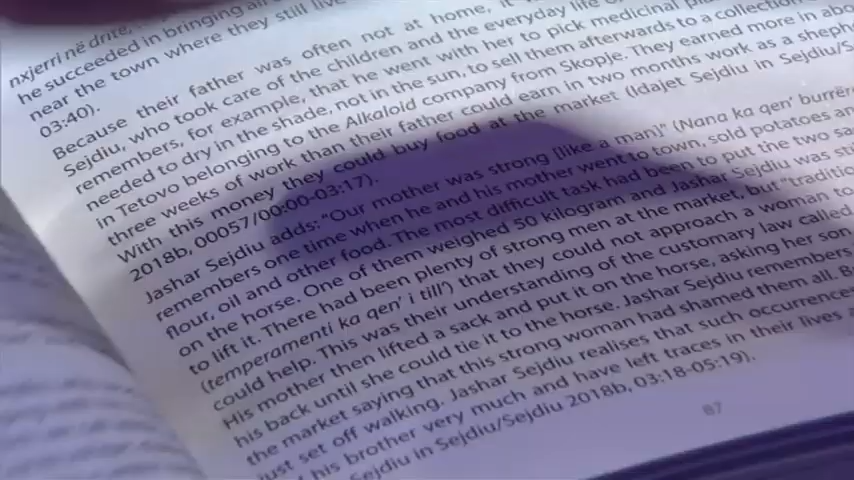 nxjerri në dritë,
he succeeded in bringing all
near the town where they still live
03:40).
Because their father was often not at home, it
Sejdiu, who took care of the children and the everyday life of
remembers, for example, that he went with her to pick medicinal
needed to dry in the shade, not in the sun, to sell them afterwards to a collection
in Tetovo belonging to the Alkaloid company from Skopje. They earned more in abo
three weeks of work than their father could earn in two months work as a sheph
With this money they could buy food at the market (Idajet Sejdiu in Sejdiu/S
2018b, 00057/00:00-03:17).
Jashar Sejdiu adds: "Our mother was strong [like a man]" (Nana ka qen' burrër
remembers one time when he and his mother went to town, sold potatoes an
flour, oil and other food. The most difficult task had been to put the two sa
on the horse. One of them weighed 50 kilogram and Jashar Sejdiu was still
to lift it. There had been plenty of strong men at the market, but traditio
(temperamenti ka qen' i till') that they could not approach a woman to
could help. This was their understanding of the customary law called
His mother then lifted a sack and put it on the horse, asking her son
his back until she could tie it to the horse. Jashar Sejdiu remembers
the market saying that this strong woman had shamed them all. B
just set off walking. Jashar Sejdiu realises that such occurrences
his brother very much and have left traces in their lives
Sejdiu in Sejdiu/Sejdiu 2018b, 03:18-05:19).
87